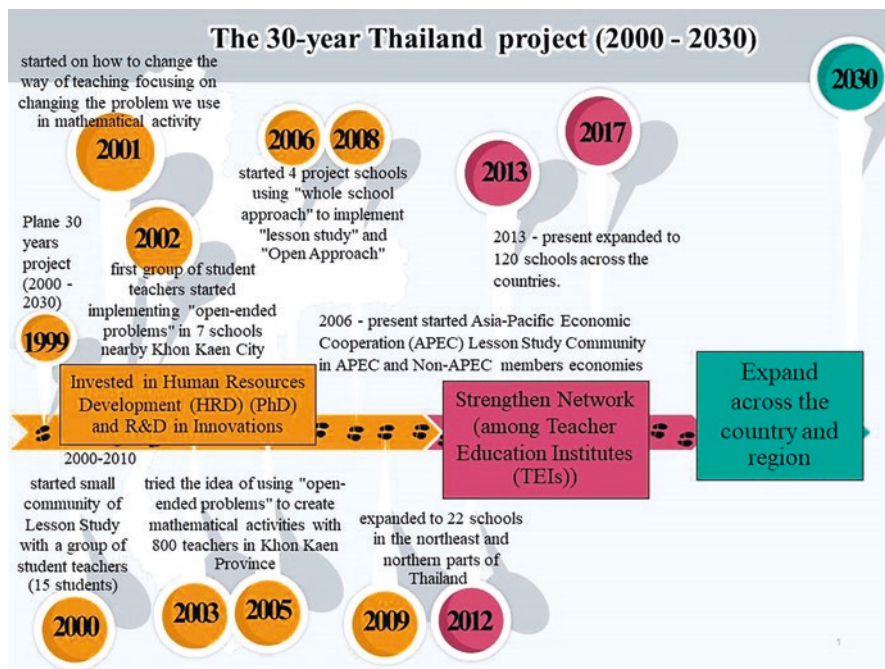 The 30-year Thailand project (2000 - 2030)
started on how to change the
way of teaching focusing on
changing the problem we use
in mathematical activity
2001
2006
2008
2013
2017
2030
started 4 project schools
using "whole school
approach" to implement
"lesson study" and
"Open Approach"
Plane 30
years
project
(2000 -
2030)
1999
2002
first group of student
teachers started
implementing "open-ended
problems" in 7 schools
nearby Khon Kaen City
2013 - present expanded to
120 schools across the
countries.
2006 - present started Asia-Pacific Economic
Cooperation (APEC) Lesson Study Community
in APEC and Non-APEC members economies
Invested in Human Resources
Development (HRD) (PhD)
and R&D in Innovations
Strengthen Network
(among Teacher
Education Institutes
(TEIs))
Expand
across the
country and
region
2000-2010
started small
community of
Lesson Study
with a group of
student teachers
(15 students)
2000
tried the idea of using "open-
ended problems" to create
mathematical activities with
800 teachers in Khon Kaen
Province
2003
2005
expanded to 22 schools
in the northeast and
northern parts of
Thailand
2009
2012
1